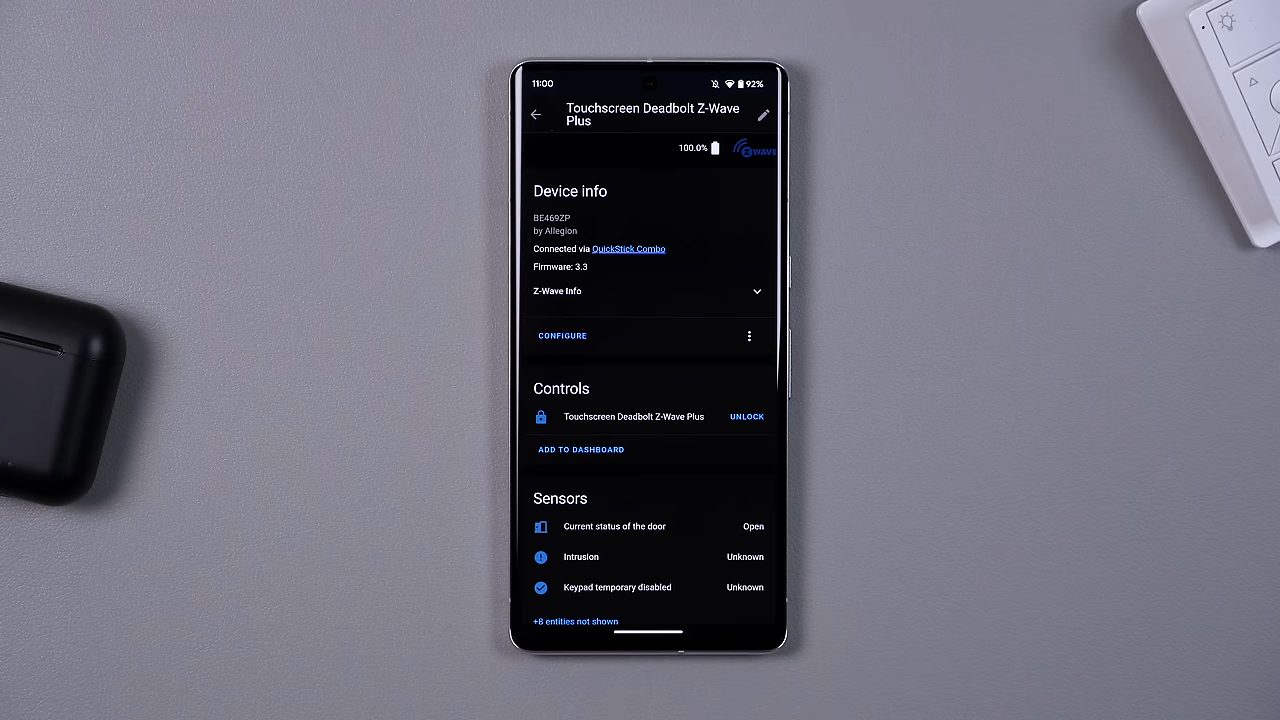 11:00
92%
Touchscreen Deadbolt Z-Wave
Plus
100.0%
Z WAVE
Device info
BE469ZP
by Allegion
Connected via QuickStick Combo
Firmware: 3.3
Z-Wave Info
CONFIGURE
Controls
Touchscreen Deadbolt Z-Wave Plus UNLOCK
ADD TO DASHBOARD
Sensors
Current status of the door Open
Intrusion Unknown
Keypad temporary disabled Unknown
+8 entities not shown